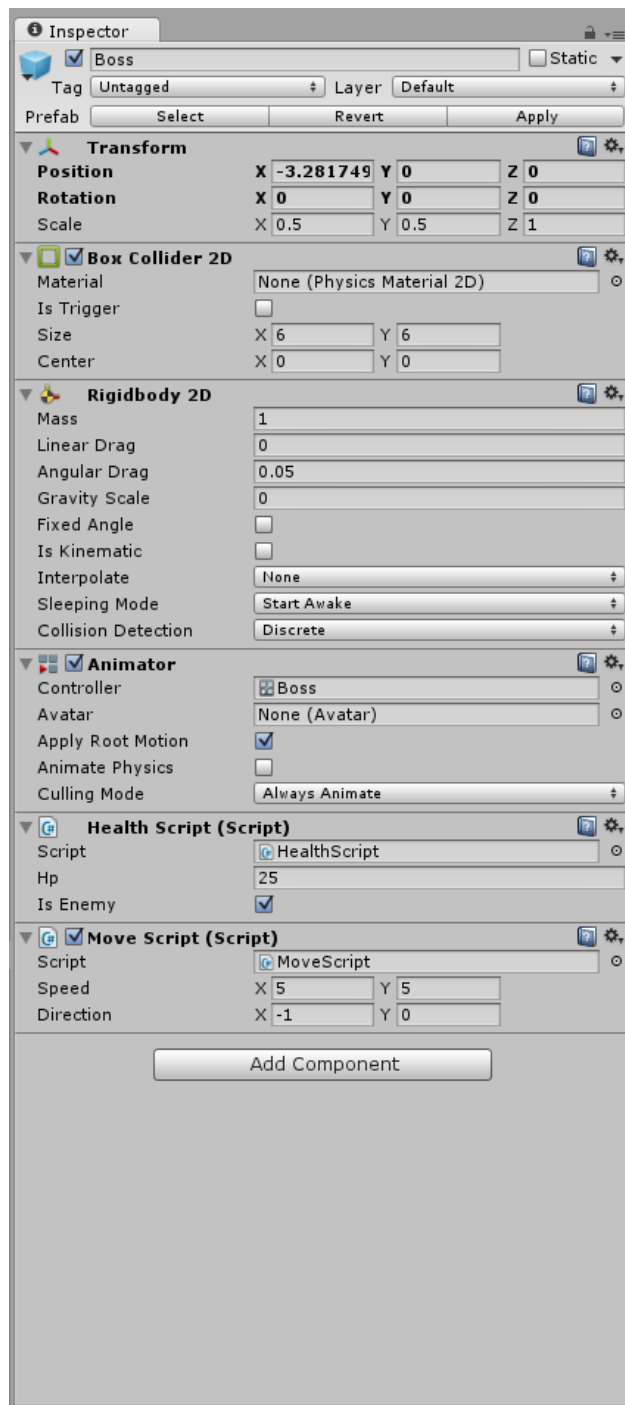 Inspector
Boss Static
Tag Untagged Layer Default
Prefab Select Revert Apply
Transform
Position X -3.281749 Y 0 Z 0
Rotation X 0 Y 0 Z 0
Scale X 0.5 Y 0.5 Z 1
Box Collider 2D
Material None (Physics Material 2D)
Is Trigger
Size X 6 Y 6
Center X 0 Y 0
Rigidbody 2D
Mass 1
Linear Drag 0
Angular Drag 0.05
Gravity Scale 0
Fixed Angle
Is Kinematic
Interpolate None
Sleeping Mode Start Awake
Collision Detection Discrete
Animator
Controller Boss
Avatar None (Avatar)
Apply Root Motion
Animate Physics
Culling Mode Always Animate
Health Script (Script)
Script HealthScript
Hp 25
Is Enemy
Move Script (Script)
Script MoveScript
Speed X 5 Y 5
Direction X -1 Y 0
Add Component